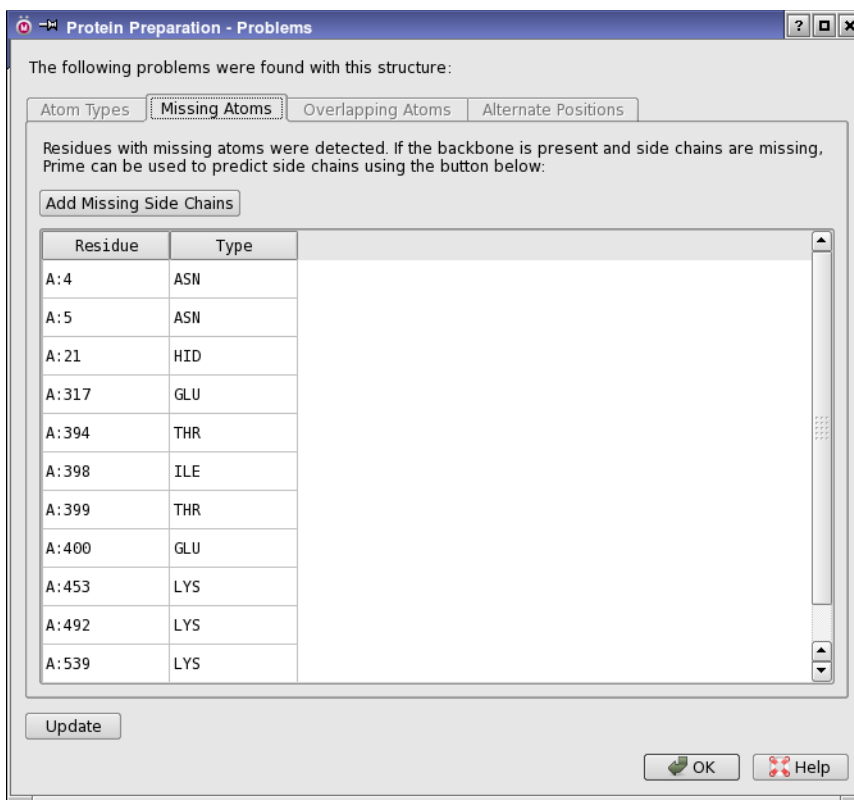 Protein Preparation - Problems
The following problems were found with this structure:
Atom Types Missing Atoms Overlapping Atoms Alternate Positions
Residues with missing atoms were detected. If the backbone is present and side chains are missing,
Prime can be used to predict side chains using the button below:
Add Missing Side Chains
Residue Type
A:4 ASN
A:5 ASN
A:21 HID
A:317 GLU
A:394 THR
A:398 ILE
A:399 THR
A:400 GLU
A:453 LYS
A:492 LYS
A:539 LYS
Update
OK Help